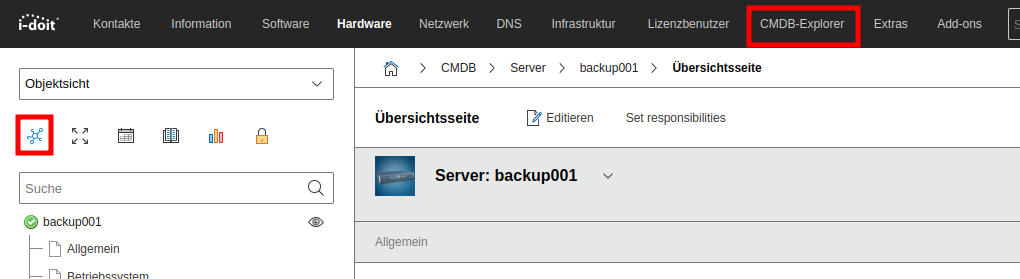 i-doit Kontakte Information Software Hardware Netzwerk DNS Infrastruktur Lizenzbenutzer CMDB-Explorer Extras Add-ons
Objektsicht
CMDB Server backup001 Übersichtsseite
Übersichtsseite Editieren Set responsibilities
Server: backup001
Suche
backup001
Allgemein
Allgemein
Betriebssystem